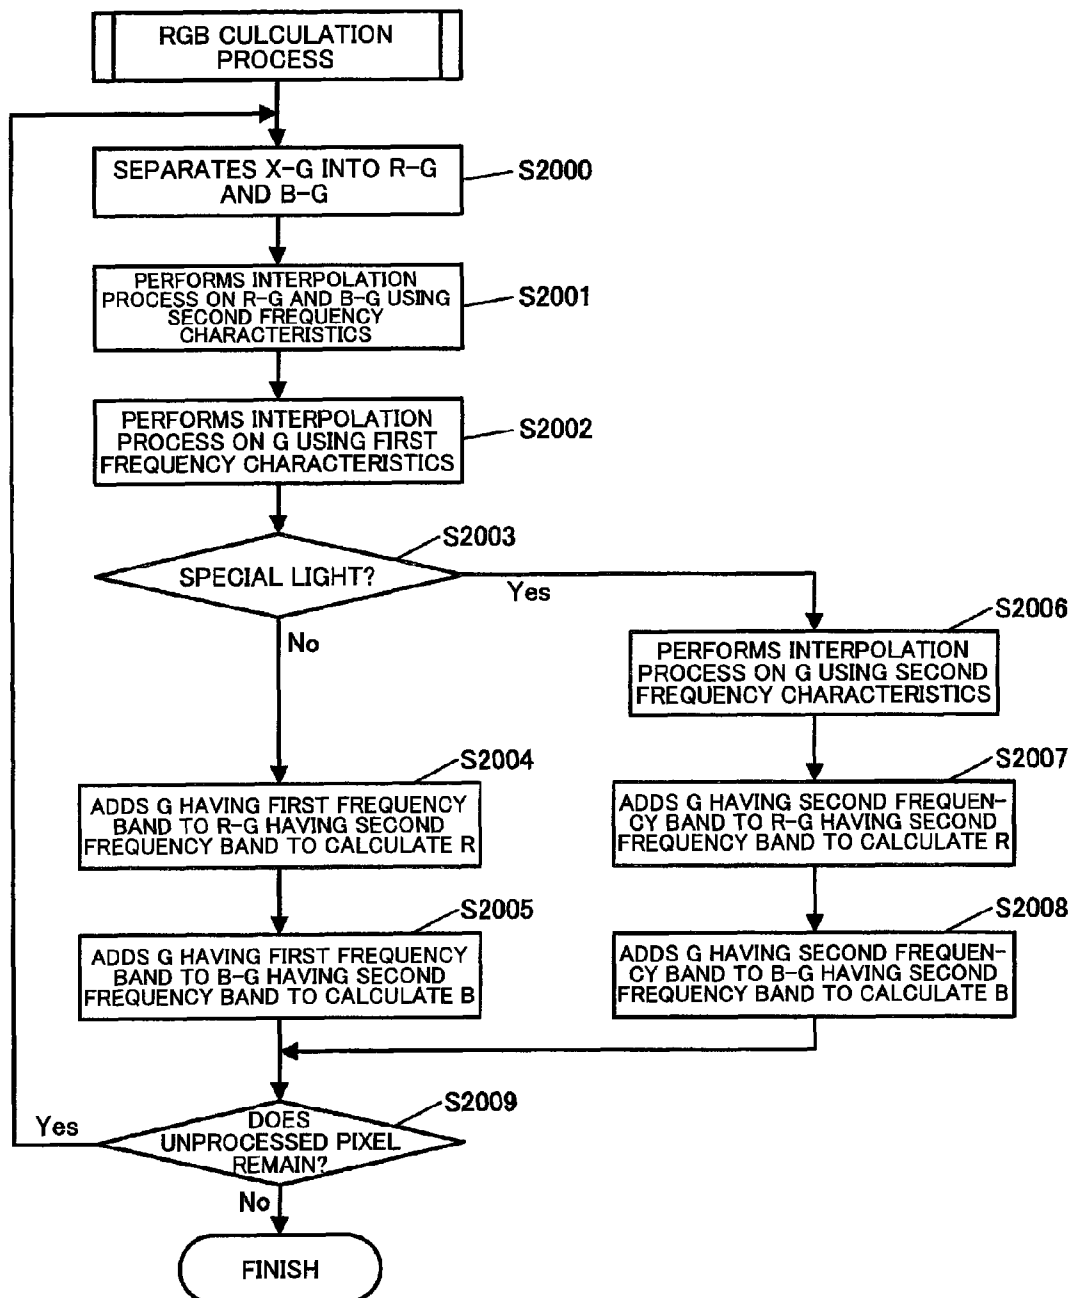 RGB CULCULATION
PROCESS
SEPARATES X-G INTO R-G
AND B-G
S2000
PERFORMS INTERPOLATION
PROCESS ON R-G AND B-G USING
SECOND FREQUENCY
CHARACTERISTICS
S2001
PERFORMS INTERPOLATION
PROCESS ON G USING FIRST
FREQUENCY CHARACTERISTICS
S2002
SPECIAL LIGHT?
S2003
Yes
No
PERFORMS INTERPOLATION
PROCESS ON G USING SECOND
FREQUENCY CHARACTERISTICS
S2006
ADDS G HAVING FIRST FREQUENCY
BAND TO R-G HAVING SECOND
FREQUENCY BAND TO CALCULATE R
S2004
ADDS G HAVING SECOND FREQUEN-
CY BAND TO R-G HAVING SECOND
FREQUENCY BAND TO CALCULATE R
S2007
ADDS G HAVING FIRST FREQUENCY
BAND TO B-G HAVING SECOND
FREQUENCY BAND TO CALCULATE B
S2005
ADDS G HAVING SECOND FREQUEN-
CY BAND TO B-G HAVING SECOND
FREQUENCY BAND TO CALCULATE B
S2008
DOES
UNPROCESSED PIXEL
REMAIN?
S2009
Yes
No
FINISH